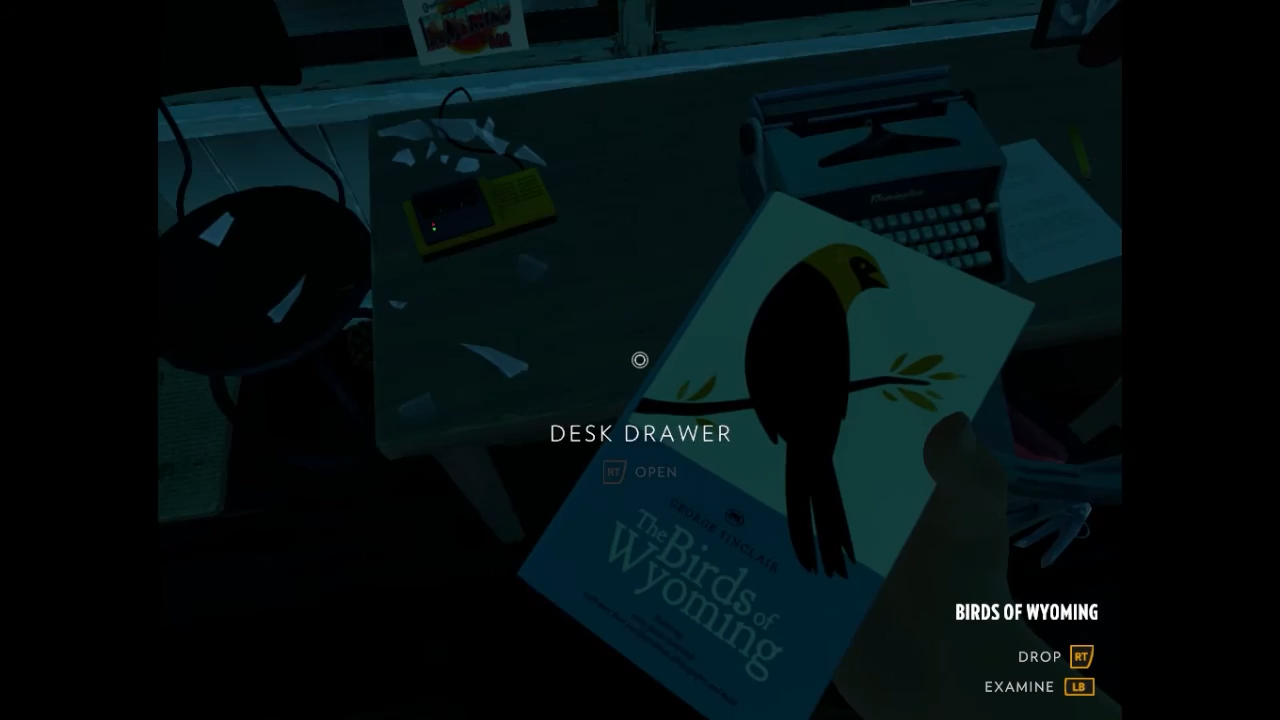 DESK DRAWER
RT OPEN
GEORGE SINCLAIR
The Birds of
Wyoming
BIRDS OF WYOMING
DROP RT
EXAMINE LB